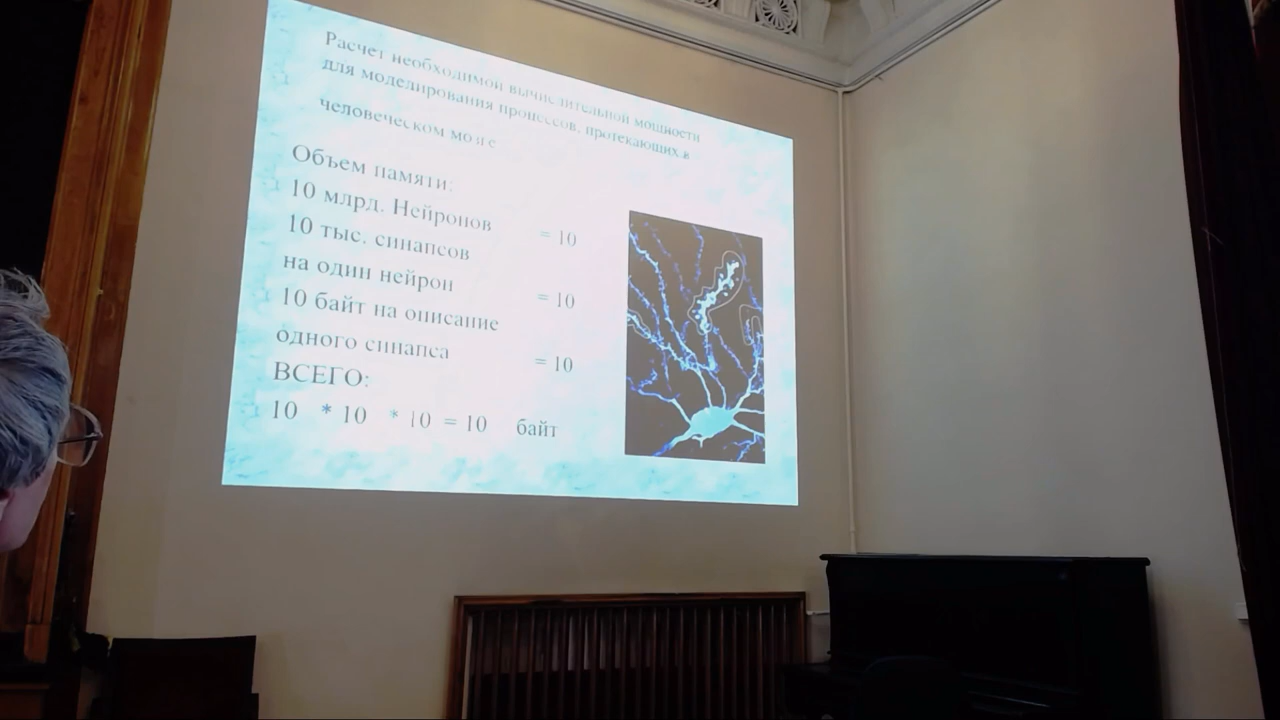 Расчет необходимой вычислительной мощности
для моделирования процессов, протекающих в
человеческом мозге
Объем памяти:
10 млрд. Нейронов = 10
10 тыс. синапсов
на один нейрон = 10
10 байт на описание
одного синапса = 10
ВСЕГО:
10 * 10 * 10 = 10 байт